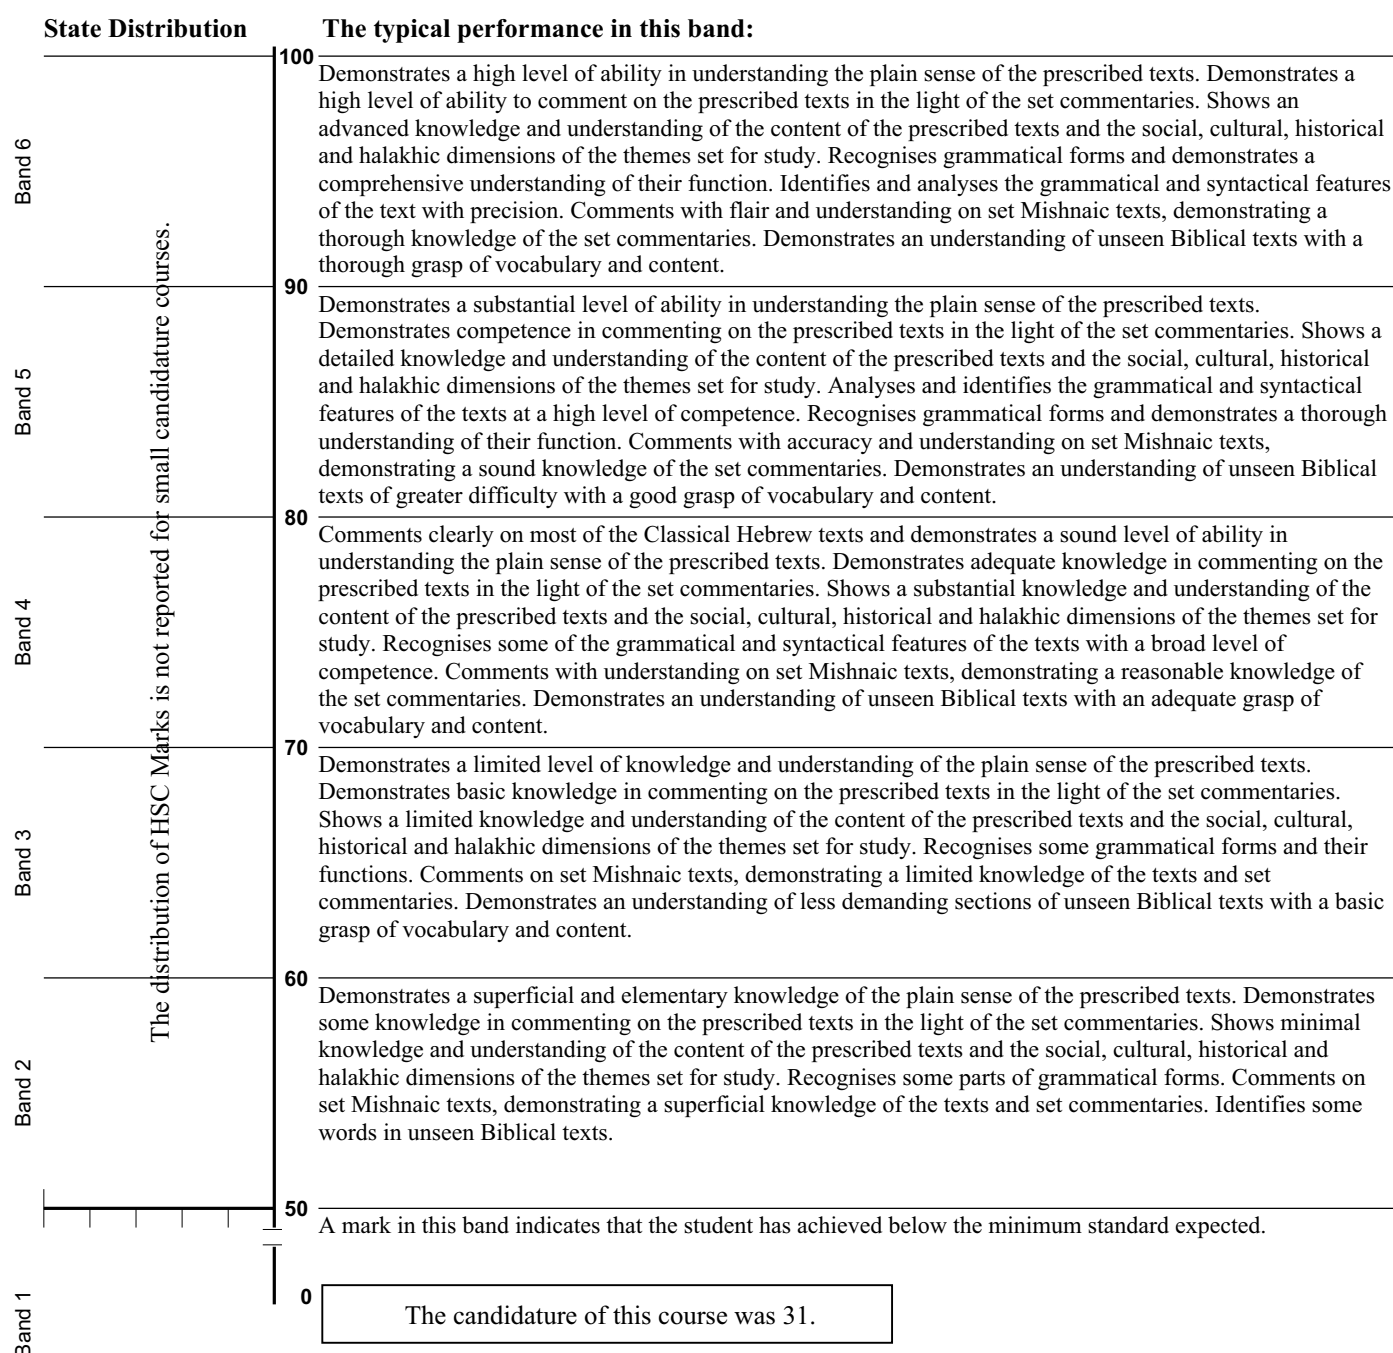 State Distribution
The typical performance in this band:
100
Band 6
Demonstrates a high level of ability in understanding the plain sense of the prescribed texts. Demonstrates a
high level of ability to comment on the prescribed texts in the light of the set commentaries. Shows an
advanced knowledge and understanding of the content of the prescribed texts and the social, cultural, historical
and halakhic dimensions of the themes set for study. Recognises grammatical forms and demonstrates a
comprehensive understanding of their function. Identifies and analyses the grammatical and syntactical features
of the text with precision. Comments with flair and understanding on set Mishnaic texts, demonstrating a
thorough knowledge of the set commentaries. Demonstrates an understanding of unseen Biblical texts with a
thorough grasp of vocabulary and content.
The distribution of HSC Marks is not reported for small candidature courses.
90
Band 5
Demonstrates a substantial level of ability in understanding the plain sense of the prescribed texts.
Demonstrates competence in commenting on the prescribed texts in the light of the set commentaries. Shows a
detailed knowledge and understanding of the content of the prescribed texts and the social, cultural, historical
and halakhic dimensions of the themes set for study. Analyses and identifies the grammatical and syntactical
features of the texts at a high level of competence. Recognises grammatical forms and demonstrates a thorough
understanding of their function. Comments with accuracy and understanding on set Mishnaic texts,
demonstrating a sound knowledge of the set commentaries. Demonstrates an understanding of unseen Biblical
texts of greater difficulty with a good grasp of vocabulary and content.
80
Band 4
Comments clearly on most of the Classical Hebrew texts and demonstrates a sound level of ability in
understanding the plain sense of the prescribed texts. Demonstrates adequate knowledge in commenting on the
prescribed texts in the light of the set commentaries. Shows a substantial knowledge and understanding of the
content of the prescribed texts and the social, cultural, historical and halakhic dimensions of the themes set for
study. Recognises some of the grammatical and syntactical features of the texts with a broad level of
competence. Comments with understanding on set Mishnaic texts, demonstrating a reasonable knowledge of
the set commentaries. Demonstrates an understanding of unseen Biblical texts with an adequate grasp of
vocabulary and content.
70
Band 3
Demonstrates a limited level of knowledge and understanding of the plain sense of the prescribed texts.
Demonstrates basic knowledge in commenting on the prescribed texts in the light of the set commentaries.
Shows a limited knowledge and understanding of the content of the prescribed texts and the social, cultural,
historical and halakhic dimensions of the themes set for study. Recognises some grammatical forms and their
functions. Comments on set Mishnaic texts, demonstrating a limited knowledge of the texts and set
commentaries. Demonstrates an understanding of less demanding sections of unseen Biblical texts with a basic
grasp of vocabulary and content.
60
Band 2
Demonstrates a superficial and elementary knowledge of the plain sense of the prescribed texts. Demonstrates
some knowledge in commenting on the prescribed texts in the light of the set commentaries. Shows minimal
knowledge and understanding of the content of the prescribed texts and the social, cultural, historical and
halakhic dimensions of the themes set for study. Recognises some parts of grammatical forms. Comments on
set Mishnaic texts, demonstrating a superficial knowledge of the texts and set commentaries. Identifies some
words in unseen Biblical texts.
50
A mark in this band indicates that the student has achieved below the minimum standard expected.
Band 1
0
The candidature of this course was 31.